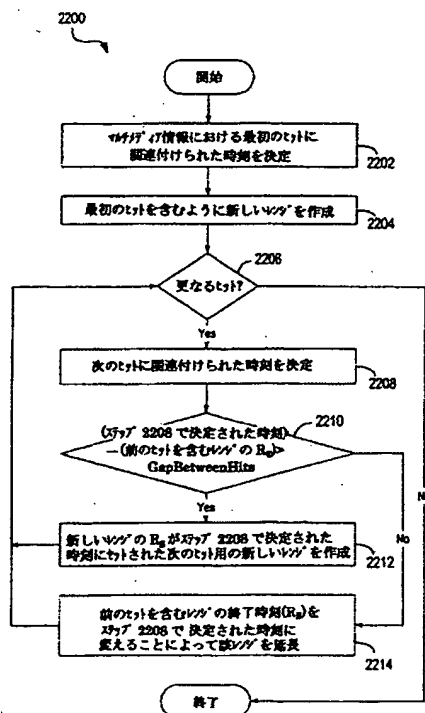 2200
開始
マルチメディア情報における最初のヒットに
関連付けられた時刻を決定
2202
最初のヒットを含むように新しいレンジを作成
2204
2206
更なるヒット?
Yes
次のヒットに関連付けられた時刻を決定
2208
2210
(ステップ 2208 で決定された時刻)
—(前のヒットを含むレンジの Re)>
GapBetweenHits
Yes
No
新しいレンジの Rs がステップ 2208 で決定された
時刻にセットされた次のヒット用の新しいレンジを作成
2212
前のヒットを含むレンジの終了時刻(Re)を
ステップ 2208 で決定された時刻に
変えることによって該レンジを延長
2214
終了